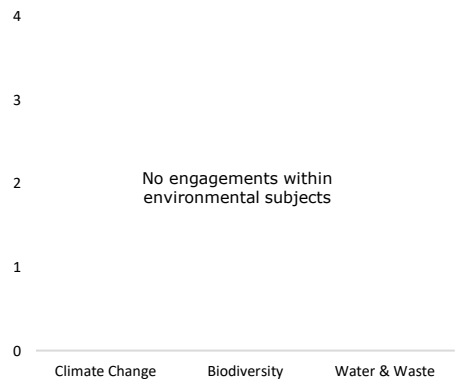 4
3
2
No engagements within
environmental subjects
1
0
Climate Change Biodiversity Water & Waste